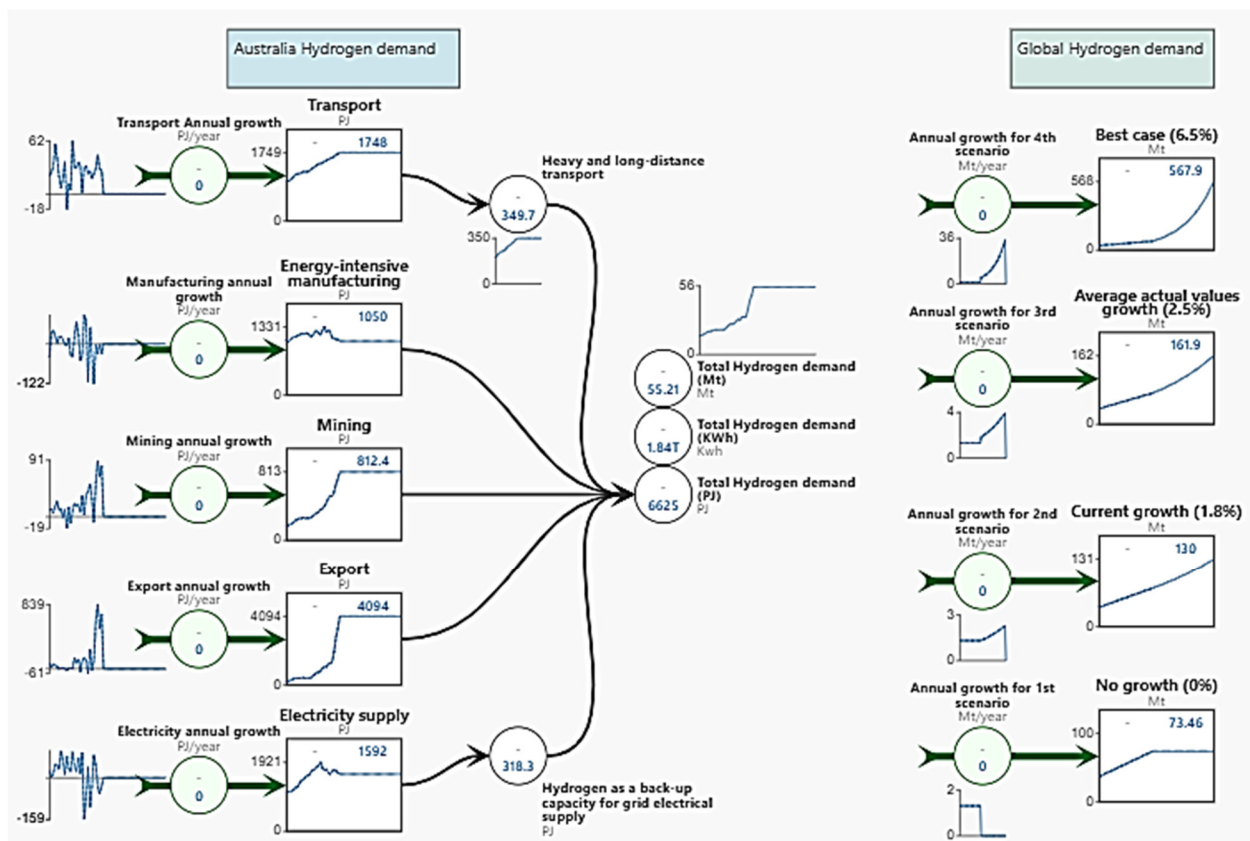 Australia Hydrogen demand
Global Hydrogen demand
Transport
PJ
Transport Annual growth
PJ/year
62
-18
-
0
1749
1748
-
0
Heavy and long-distance
transport
-
349.7
350
0
Manufacturing annual
growth
PJ/year
-122
-
0
Energy-intensive
manufacturing
PJ
1331
1050
-
0
Mining annual growth
PJ/year
91
-19
-
0
Mining
PJ
813
812.4
-
0
Export annual growth
PJ/year
839
-61
-
0
Export
PJ
4094
4094
-
0
Electricity annual growth
PJ/year
-159
-
0
Electricity supply
PJ
1921
1592
-
0
-
318.3
Hydrogen as a back-up
capacity for grid electrical
supply
PJ
56
0
-
55.21
Total Hydrogen demand
(Mt)
Mt
-
1.84T
Total Hydrogen demand
(KWh)
Kwh
-
6625
Total Hydrogen demand
(PJ)
PJ
Annual growth for 4th
scenario
Mt/year
-
0
36
0
Best case (6.5%)
Mt
568
567.9
-
0
Annual growth for 3rd
scenario
Mt/year
-
0
4
0
Average actual values
growth (2.5%)
Mt
162
161.9
-
0
Annual growth for 2nd
scenario
Mt/year
-
0
3
0
Current growth (1.8%)
Mt
131
130
-
0
Annual growth for 1st
scenario
Mt/year
-
0
2
0
No growth (0%)
Mt
100
73.46
-
0